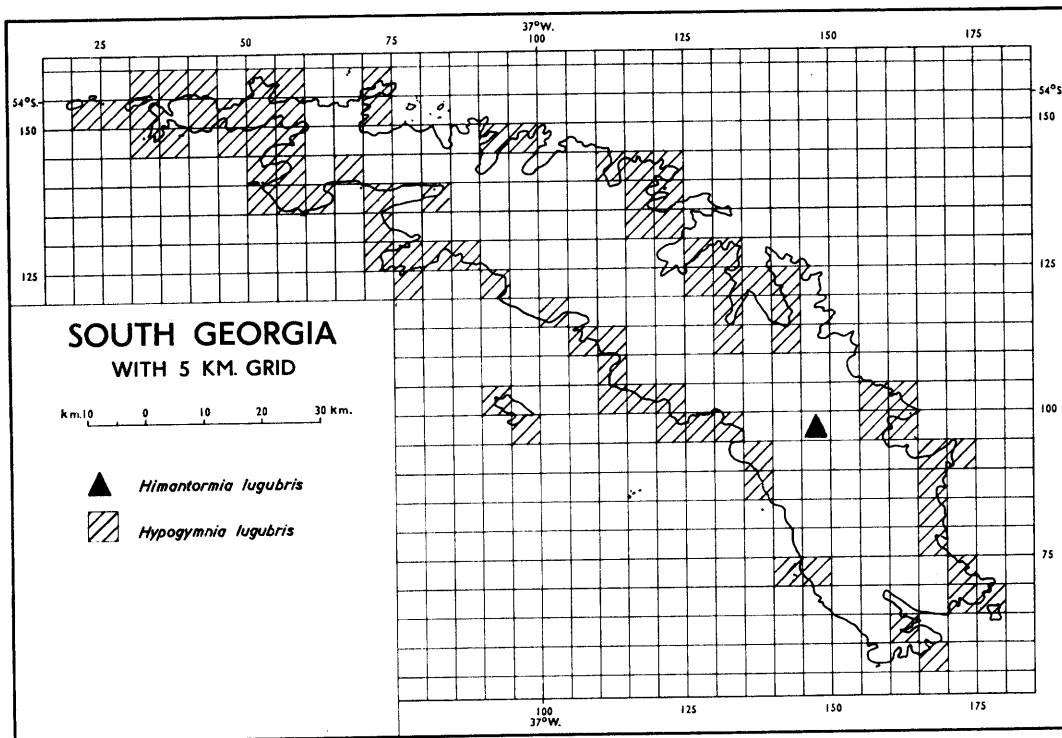 37°W.
25 50 75 100 125 150 175
54°S
54°S
150
150
125
125
SOUTH GEORGIA
WITH 5 KM. GRID
km.10 0 10 20 30 km.
100
Himantormia lugubris
Hypogymnia lugubris
75
100 125 150 175
37°W.